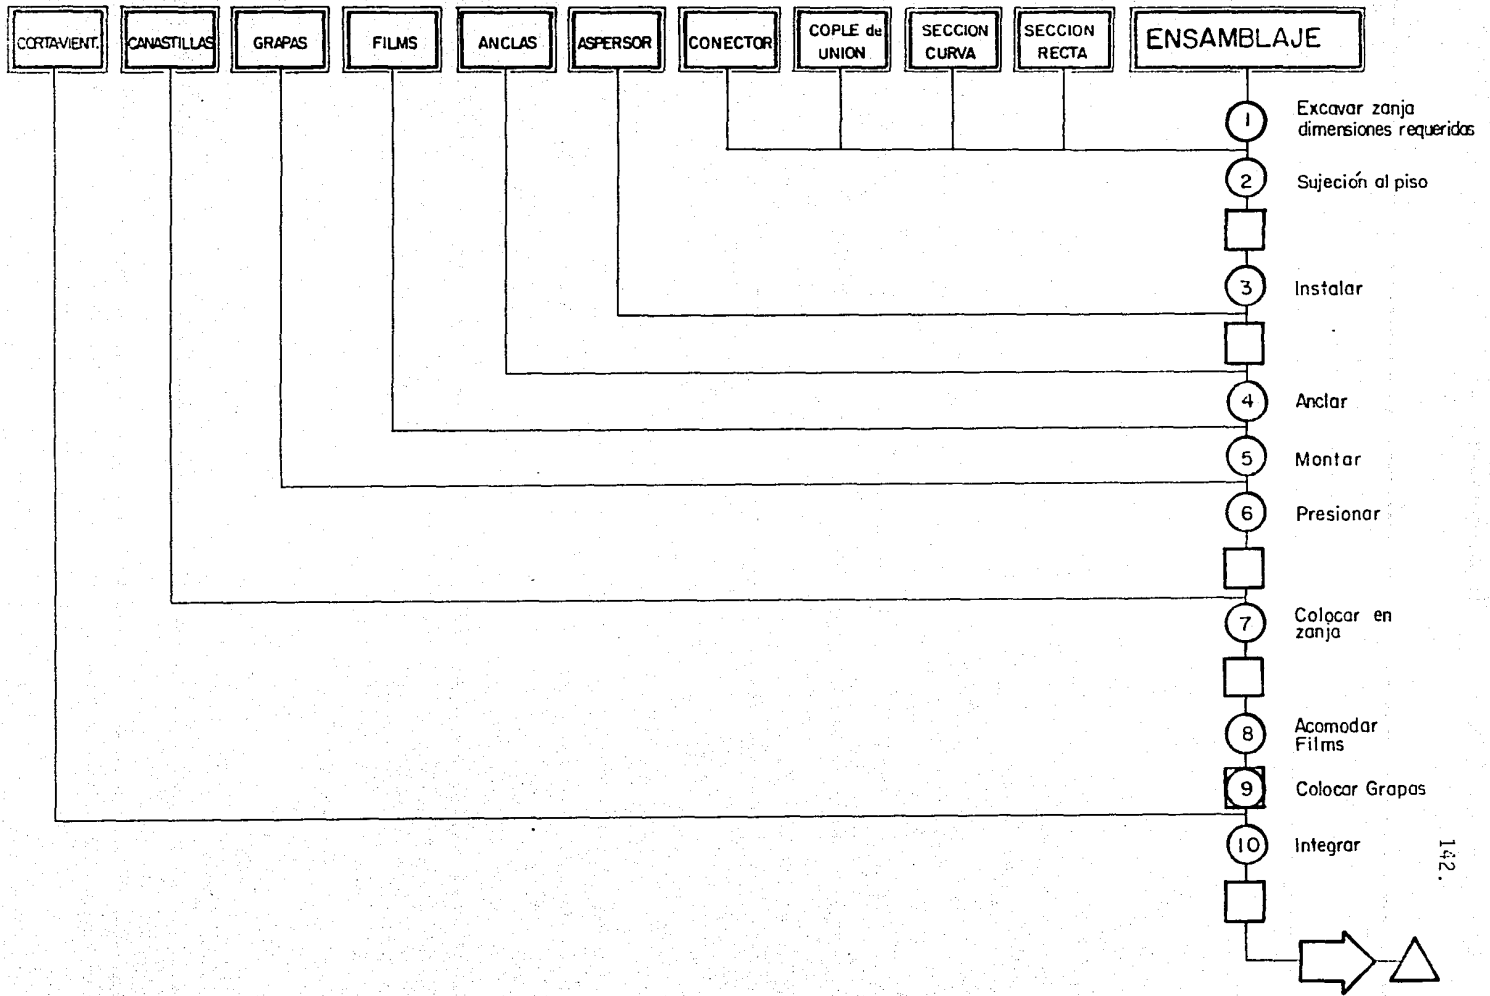 CORTAVIENT.
CANASTILLAS
GRAPAS
FILMS
ANCLAS
ASPERSOR
CONECTOR
COPLE de
UNION
SECCION
CURVA
SECCION
RECTA
ENSAMBLAJE
1
Excavar zanja
dimensiones requeridas
2
Sujeción al piso
3
Instalar
4
Anclar
5
Montar
6
Presionar
7
Colocar en
zanja
8
Acomodar
Films
9
Colocar Grapas
10
Integrar
142.